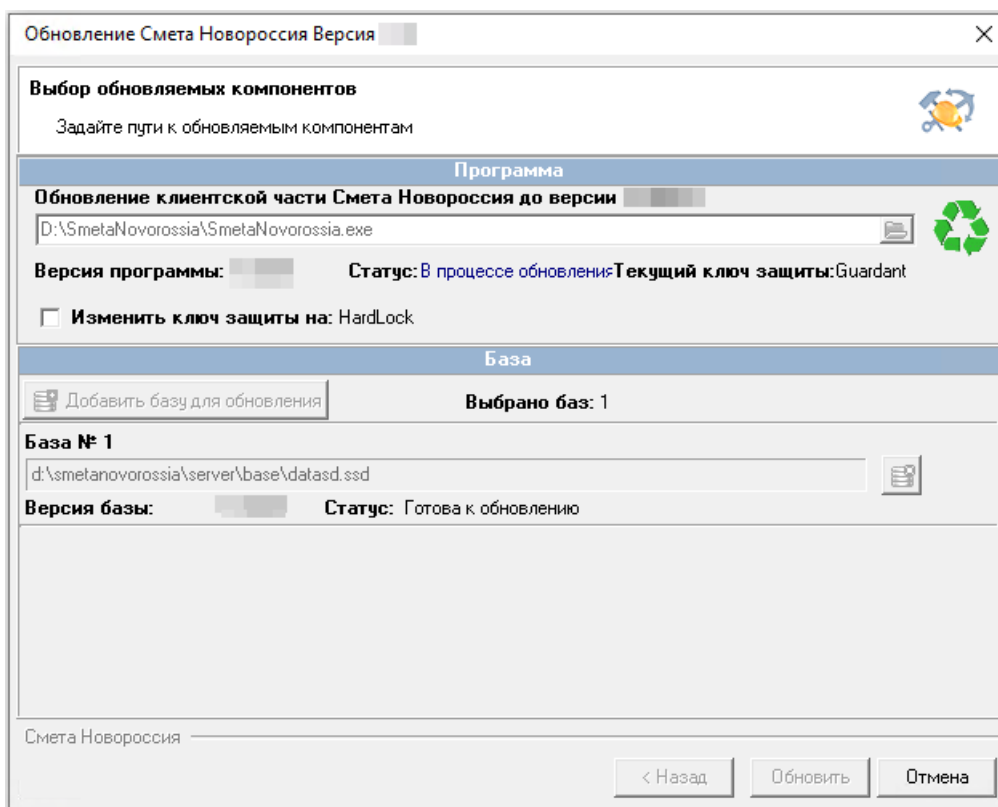 Обновление Смета Новороссия Версия
Выбор обновляемых компонентов
Задайте пути к обновляемым компонентам
Программа
Обновление клиентской части Смета Новороссия до версии
D:\SmetaNovorossia\SmetaNovorossia.exe
Версия программы: Статус: В процессе обновления Текущий ключ защиты: Guardant
Изменить ключ защиты на: HardLock
База
Добавить базу для обновления Выбрано баз: 1
База № 1
d:\smetanovorossia\server\base\datasd.ssd
Версия базы: Статус: Готова к обновлению
Смета Новороссия
< Назад Обновить Отмена